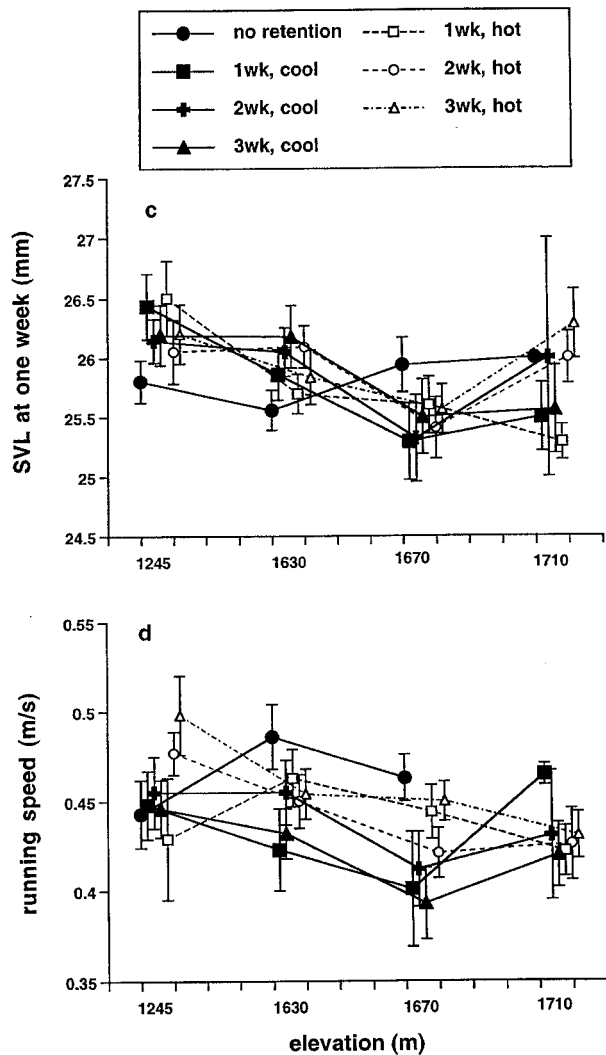 no retention
1wk, cool
2wk, cool
3wk, cool
1wk, hot
2wk, hot
3wk, hot
c
SVL at one week (mm)
27.5
27
26.5
26
25.5
25
24.5
1245
1630
1670
1710
d
running speed (m/s)
0.55
0.5
0.45
0.4
0.35
1245
1630
1670
1710
elevation (m)